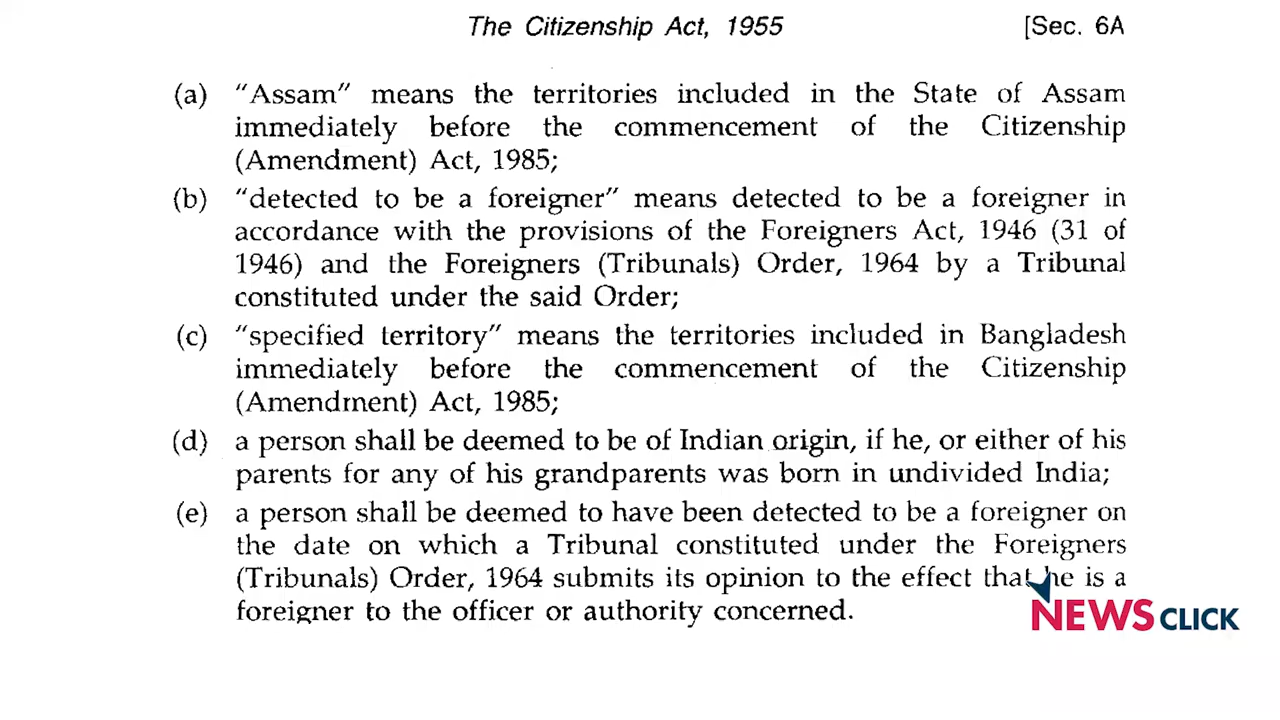 The Citizenship Act, 1955 [Sec. 6A
(a) "Assam" means the territories included in the State of Assam
immediately before the commencement of the Citizenship
(Amendment) Act, 1985;
(b) "detected to be a foreigner" means detected to be a foreigner in
accordance with the provisions of the Foreigners Act, 1946 (31 of
1946) and the Foreigners (Tribunals) Order, 1964 by a Tribunal
constituted under the said Order;
(c) "specified territory" means the territories included in Bangladesh
immediately before the commencement of the Citizenship
(Amendment) Act, 1985;
(d) a person shall be deemed to be of Indian origin, if he, or either of his
parents for any of his grandparents was born in undivided India;
(e) a person shall be deemed to have been detected to be a foreigner on
the date on which a Tribunal constituted under the Foreigners
(Tribunals) Order, 1964 submits its opinion to the effect that he is a
foreigner to the officer or authority concerned.
NEWSCLICK